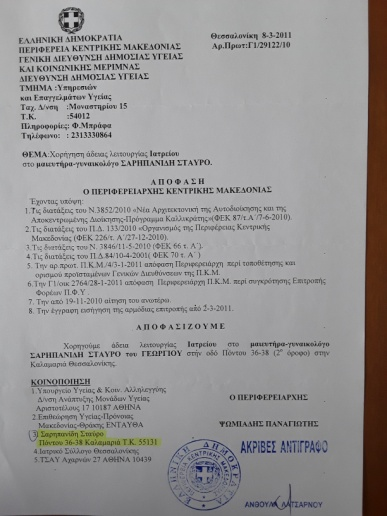 ΕΛΛΗΝΙΚΗ ΔΗΜΟΚΡΑΤΙΑ
ΠΕΡΙΦΕΡΕΙΑ ΚΕΝΤΡΙΚΗΣ ΜΑΚΕΔΟΝΙΑΣ
ΓΕΝΙΚΗ ΔΙΕΥΘΥΝΣΗ ΔΗΜΟΣΙΑΣ ΥΓΕΙΑΣ
ΚΑΙ ΚΟΙΝΩΝΙΚΗΣ ΜΕΡΙΜΝΑΣ
ΔΙΕΥΘΥΝΣΗ ΔΗΜΟΣΙΑΣ ΥΓΕΙΑΣ
ΤΜΗΜΑ :Υπηρεσιών
και Επαγγελμάτων Υγείας
Ταχ. Δ/νση :Μοναστηρίου 15
Τ.Κ. :54012
Πληροφορίες: Φ.Μπράφα
Τηλέφωνο: :2313330864
Θεσσαλονίκη 8-3-2011
Αρ.Πρωτ:Γ1/29122/10
ΘΕΜΑ:Χορήγηση άδειας λειτουργίας Ιατρείου
στο μαιευτήρα-γυναικολόγο ΣΑΡΗΠΑΝΙΔΗ ΣΤΑΥΡΟ.
Α Π Ο Φ Α Σ Η
Ο ΠΕΡΙΦΕΡΕΙΑΡΧΗΣ ΚΕΝΤΡΙΚΗΣ ΜΑΚΕΔΟΝΙΑΣ
Έχοντας υπόψη:
1.Τις διατάξεις του Ν.3852/2010 «Νέα Αρχιτεκτονική της Αυτοδιοίκησης και της
Αποκεντρωμένης Διοίκησης-Πρόγραμμα Καλλικράτης»(ΦΕΚ 87/τ.Α΄/7-6-2010).
2.Τις διατάξεις του Π.Δ. 133/2010 «Οργανισμός της Περιφέρειας Κεντρικής
Μακεδονίας (ΦΕΚ 226/τ. Α΄/27-12-2010).
3.Τις διατάξεις του Ν. 3846/11-5-2010 (ΦΕΚ 66 τ. Α΄).
8. Τις διατάξεις του Π.Δ.84/10-4-2001( ΦΕΚ 70 τ. Α΄ )
5. Την αρ.πρωτ. Π.Κ.Μ./4/3-1-2011 απόφαση Περιφερειάρχη περί τοποθέτησης και
ορισμού προϊσταμένων Γενικών Διευθύνσεων της Π.Κ.Μ.
6. Την Γ1/οικ 2764/28-1-2011 απόφαση Περιφερειάρχη Π.Κ.Μ. περί συγκρότησης Επιτροπής
Φορέων Π.Φ.Υ .
7. Την από 19-11-2010 αίτηση του ανωτέρω.
8. Την έγγραφη εισήγηση της αρμόδιας επιτροπής από 2-3-2011.
Α Π Ο Φ Α Σ Ι Ζ Ο Υ Μ Ε
Χορηγούμε άδεια λειτουργίας Ιατρείου στο μαιευτήρα-γυναικολόγο
ΣΑΡΗΠΑΝΙΔΗ ΣΤΑΥΡΟ του ΓΕΩΡΓΙΟΥ στην οδό Πόντου 36-38 (2º όροφο) στην
Καλαμαριά Θεσσαλονίκης.
ΚΟΙΝΟΠΟΙΗΣΗ
1.Υπουργείο Υγείας & Κοιν. Αλληλεγγύης
Δ/νση Ανάπτυξης Μονάδων Υγείας
Αριστοτέλους 17 10187 ΑΘΗΝΑ
2.Επιθεώρηση Υγείας-Πρόνοιας
Μακεδονίας-Θράκης ΕΝΤΑΥΘΑ
3) Σαρηπανίδη Σταύρο
Πόντου 36-38 Καλαμαριά Τ.Κ. 55131
4.Ιατρικό Σύλλογο Θεσσαλονίκης
5.ΤΣΑΥ Αχαρνών 27 ΑΘΗΝΑ 10439
Ο ΠΕΡΙΦΕΡΕΙΑΡΧΗΣ
ΨΩΜΙΑΔΗΣ ΠΑΝΑΓΙΩΤΗΣ
ΑΚΡΙΒΕΣ ΑΝΤΙΓΡΑΦΟ